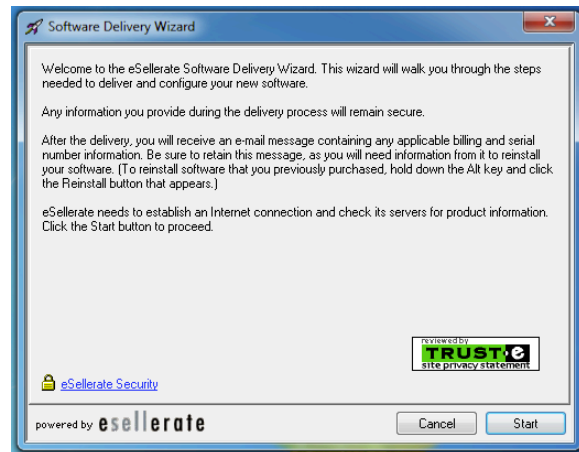 Software Delivery Wizard
Welcome to the eSellerate Software Delivery Wizard. This wizard will walk you through the steps
needed to deliver and configure your new software.
Any information you provide during the delivery process will remain secure.
After the delivery, you will receive an e-mail message containing any applicable billing and serial
number information. Be sure to retain this message, as you will need information from it to reinstall
your software. (To reinstall software that you previously purchased, hold down the Alt key and click
the Reinstall button that appears.)
eSellerate needs to establish an Internet connection and check its servers for product information.
Click the Start button to proceed.
reviewed by
TRUST e
site privacy statement
eSellerate Security
powered by esellerate
Cancel
Start